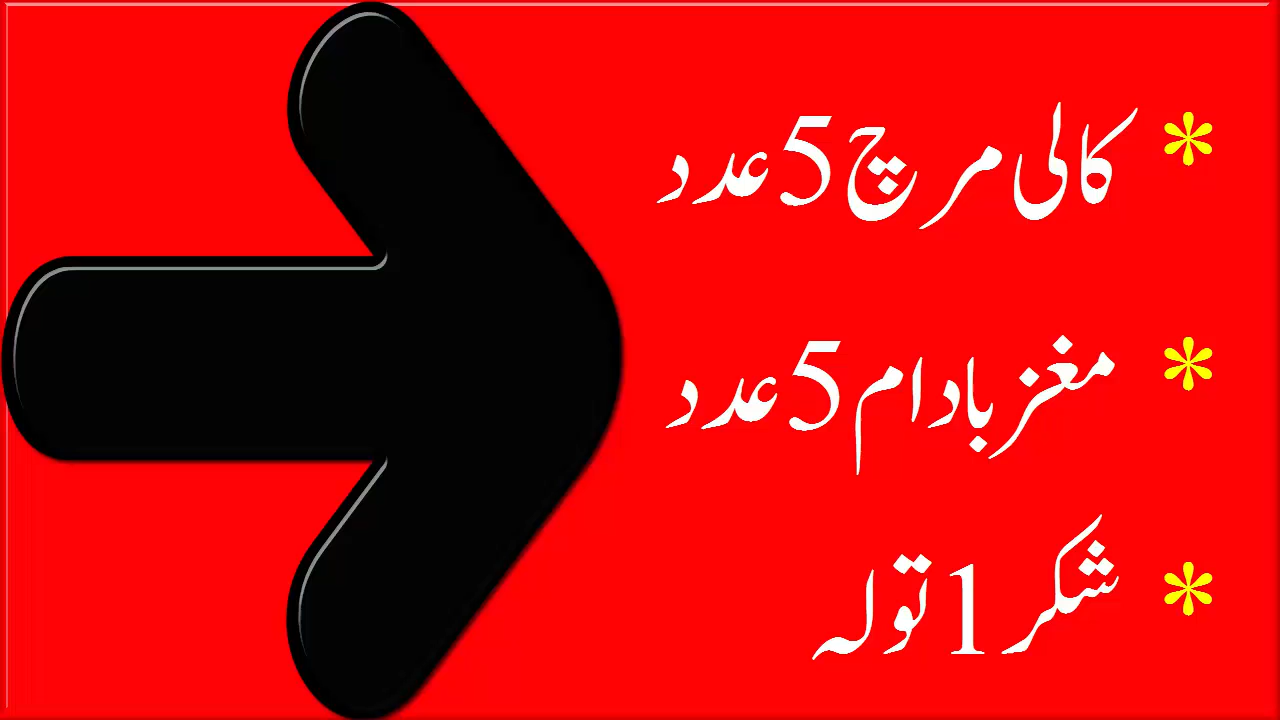 * کالی مرچ 5 عدد
* مغز بادام 5 عدد
* شکر 1 تولہ